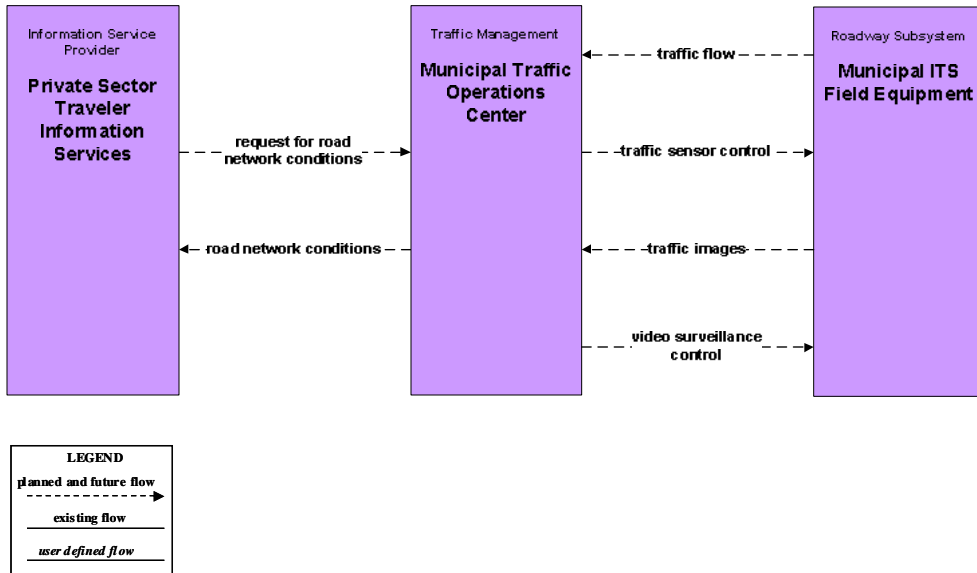 Information Service
Provider
Private Sector
Traveler
Information
Services
Traffic Management
Municipal Traffic
Operations
Center
Roadway Subsystem
Municipal ITS
Field Equipment
traffic flow
request for road
network conditions
traffic sensor control
road network conditions
traffic images
video surveillance
control
LEGEND
planned and future flow
existing flow
user defined flow